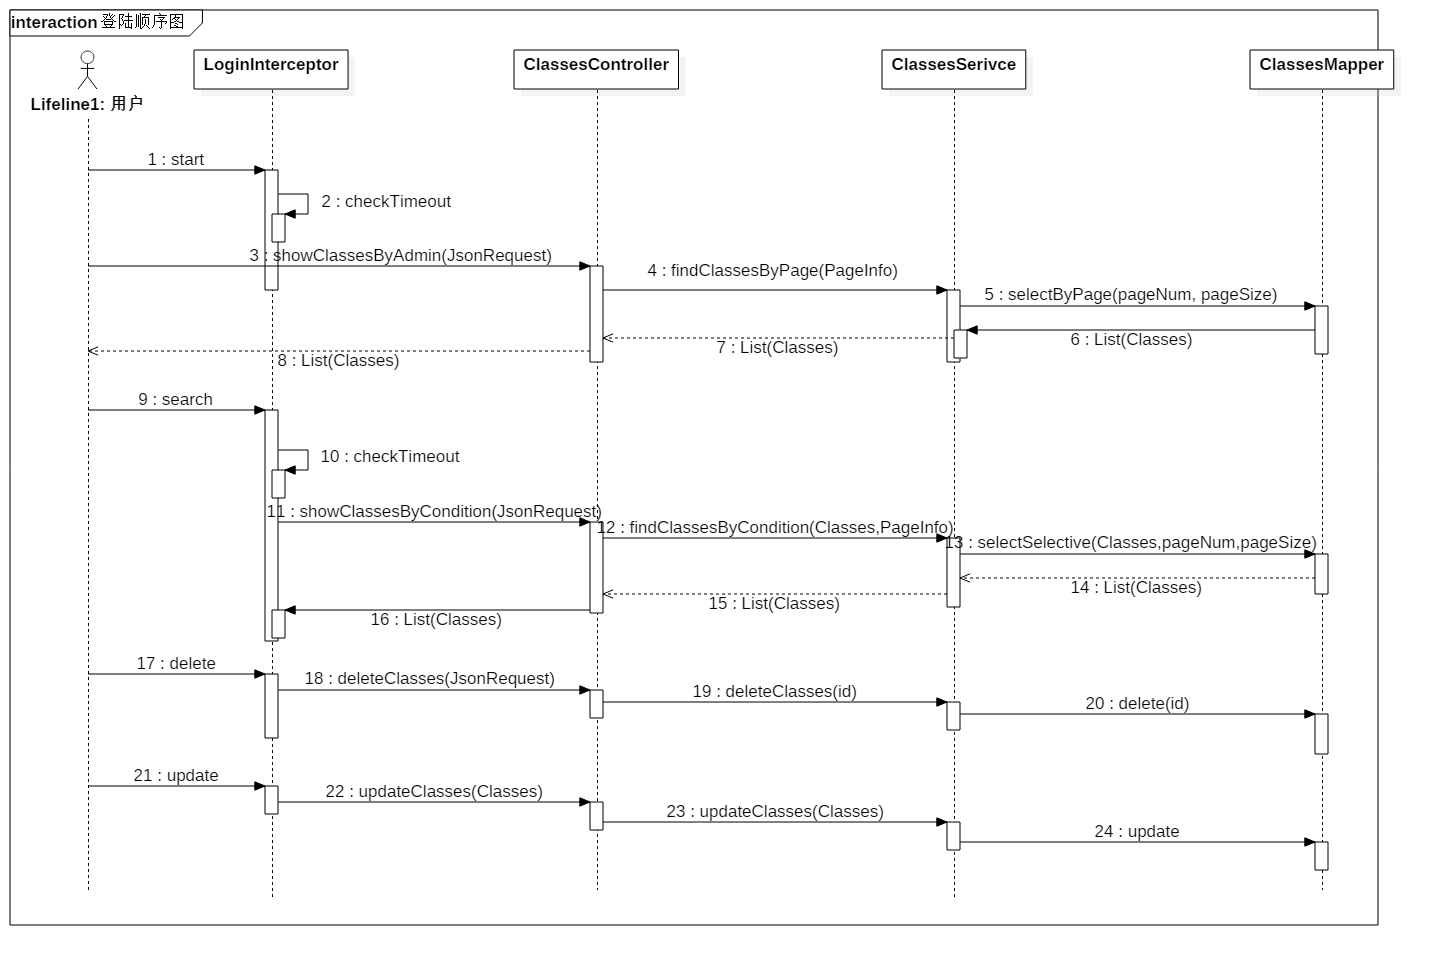 interaction 登陆顺序图
LoginInterceptor
ClassesController
ClassesSerivce
ClassesMapper
Lifeline1: 用户
1 : start
2 : checkTimeout
3 : showClassesByAdmin(JsonRequest)
4 : findClassesByPage(PageInfo)
5 : selectByPage(pageNum, pageSize)
6 : List(Classes)
7 : List(Classes)
8 : List(Classes)
9 : search
10 : checkTimeout
11 : showClassesByCondition(JsonRequest)
12 : findClassesByCondition(Classes,PageInfo)
13 : selectSelective(Classes,pageNum,pageSize)
14 : List(Classes)
15 : List(Classes)
16 : List(Classes)
17 : delete
18 : deleteClasses(JsonRequest)
19 : deleteClasses(id)
20 : delete(id)
21 : update
22 : updateClasses(Classes)
23 : updateClasses(Classes)
24 : update